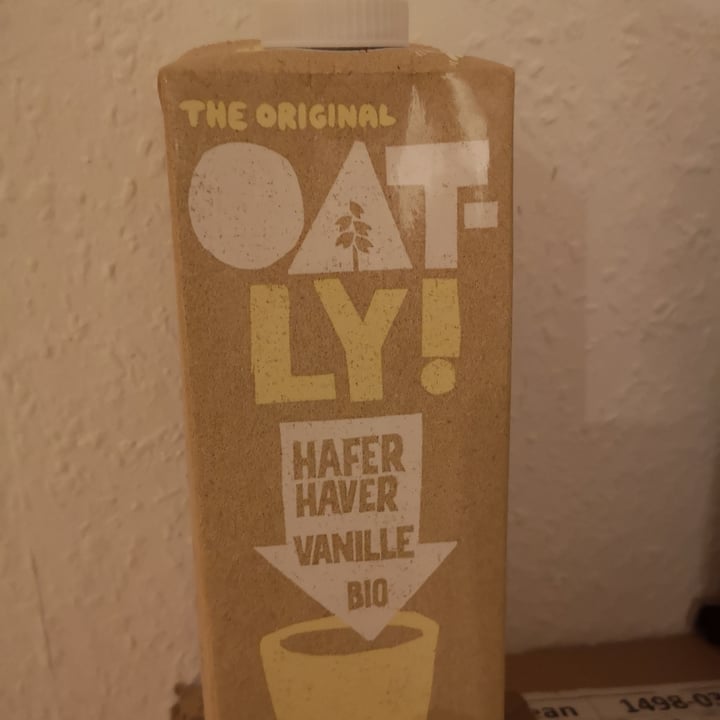 THE ORIGINAL
OAT-
LY!
HAFER
HAVER
VANILLE
BIO